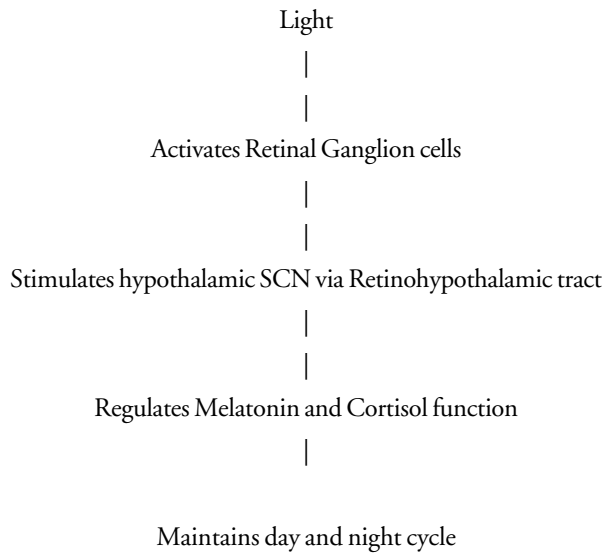 Light
|
|
Activates Retinal Ganglion cells
|
|
Stimulates hypothalamic SCN via Retinohypothalamic tract
|
|
Regulates Melatonin and Cortisol function
|
Maintains day and night cycle